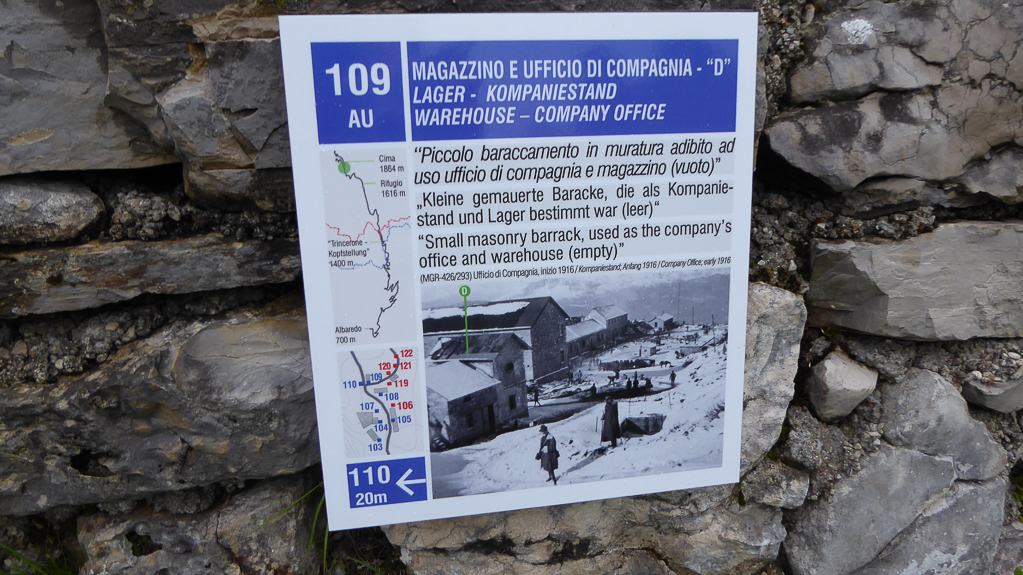 109
AU
MAGAZZINO E UFFICIO DI COMPAGNIA - “D”
LAGER - KOMPANIESTAND
WAREHOUSE – COMPANY OFFICE
“Piccolo baraccamento in muratura adibito ad
uso ufficio di compagnia e magazzino (vuoto)”
„Kleine gemauerte Baracke, die als Kompanie-
stand und Lager bestimmt war (leer)“
“Small masonry barrack, used as the company’s
office and warehouse (empty)”
(MGR-426/293) Ufficio di Compagnia, inizio 1916 / Kompaniestand; Anfang 1916 / Company Office; early 1916
D
Cima
1864 m
Rifugio
1616 m
“Trincerone -
Kopfstellung”
1400 m
Albaredo
700 m
122
120 121
110 109 119
108
107 106
105
104
103
110
20m